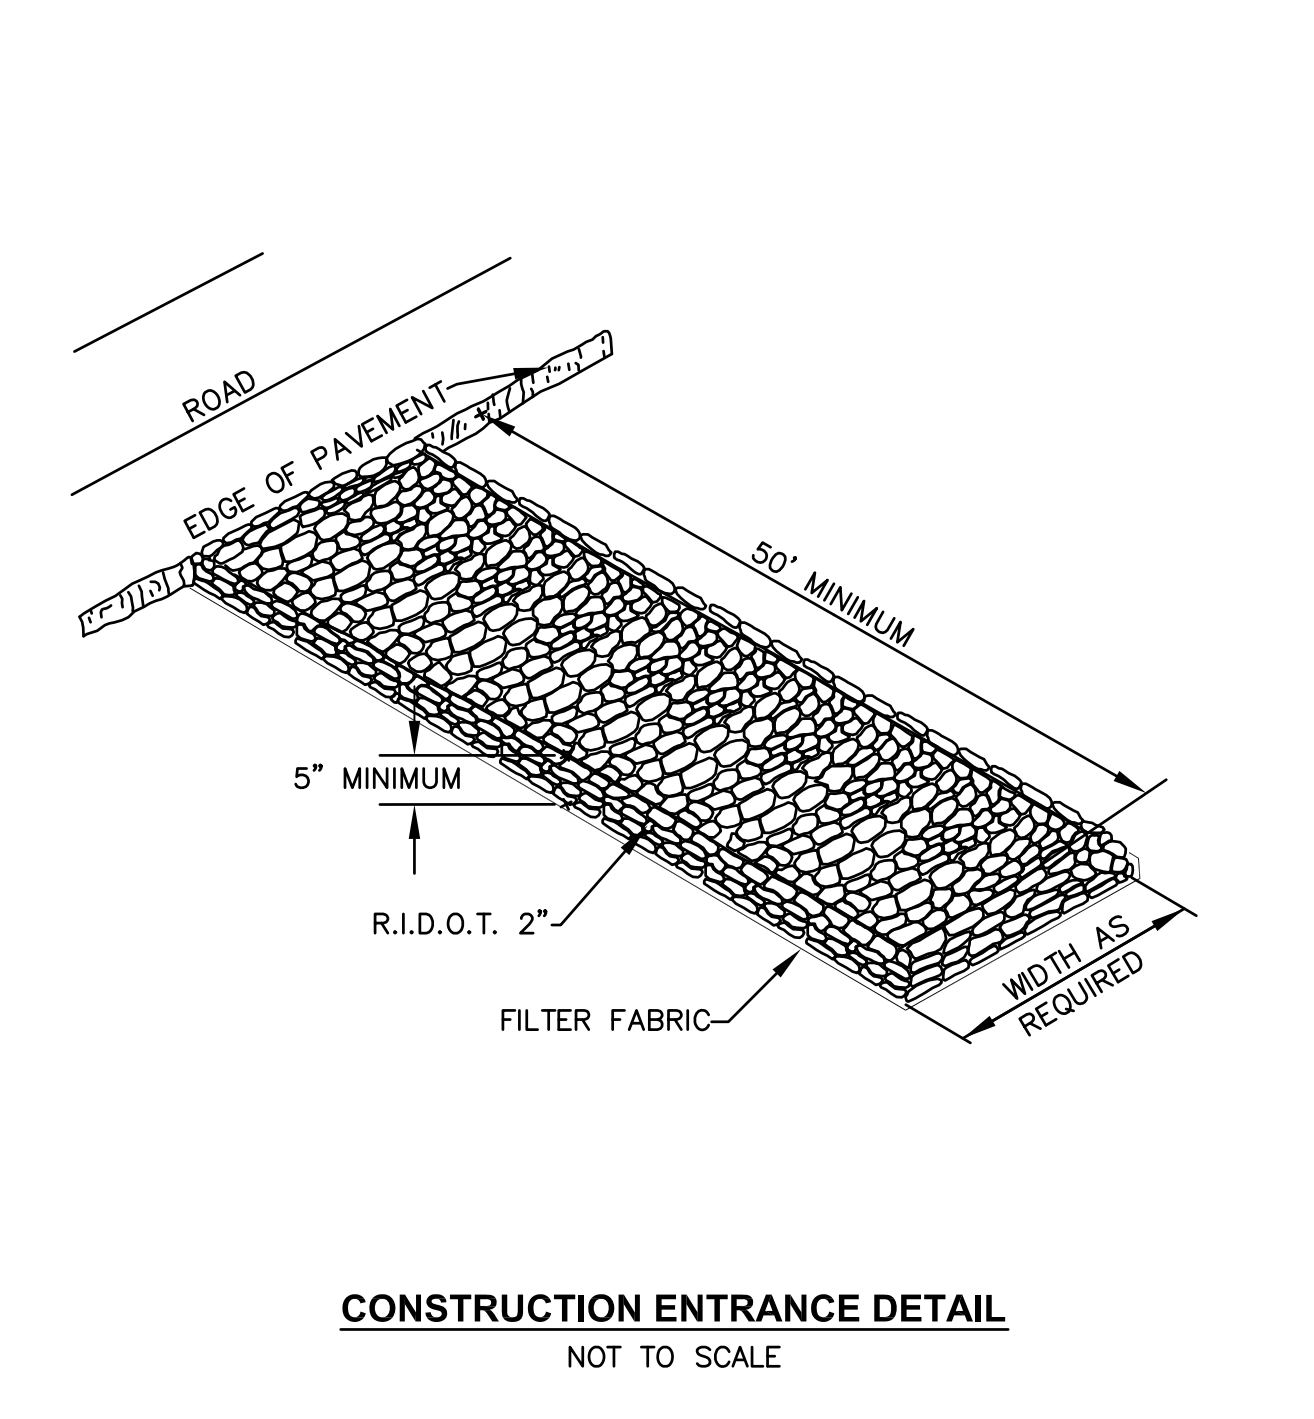 ROAD
EDGE OF PAVEMENT
50' MINIMUM
5” MINIMUM
R.I.D.O.T. 2”
FILTER FABRIC
WIDTH AS
REQUIRED
CONSTRUCTION ENTRANCE DETAIL
NOT TO SCALE